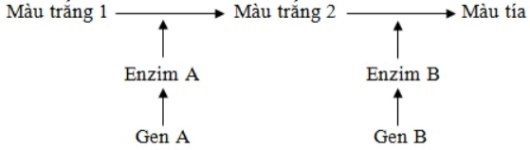 Màu trắng 1 Màu trắng 2 Màu tía
Enzim A Enzim B
Gen A Gen B